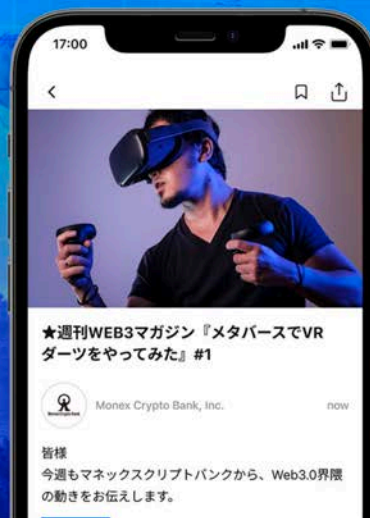 17:00
★週刊WEB3マガジン『メタバースでVR
ダーツをやってみた』#1
Monex Crypto Bank, Inc.
now
皆様
今週もマネックスクリプトバンクから、Web3.0界隈
の動きをお伝えします。